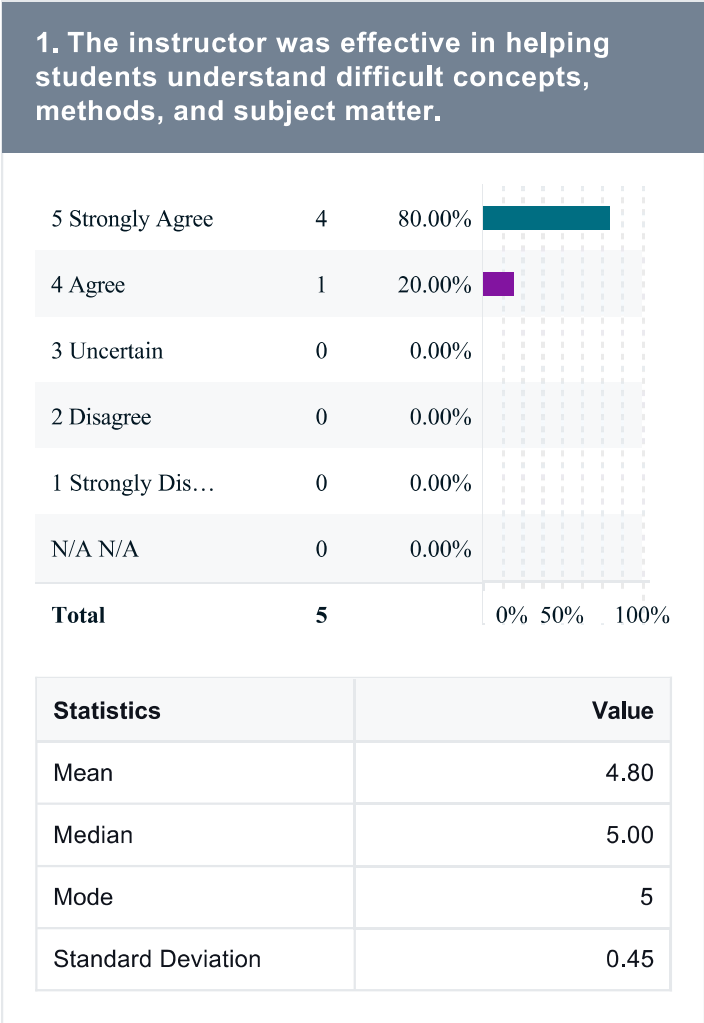 1. The instructor was effective in helping
students understand difficult concepts,
methods, and subject matter.
5 Strongly Agree 4 80.00%
4 Agree 1 20.00%
3 Uncertain 0 0.00%
2 Disagree 0 0.00%
1 Strongly Dis… 0 0.00%
N/A N/A 0 0.00%
Total 5 0% 50% 100%
Statistics Value
Mean 4.80
Median 5.00
Mode 5
Standard Deviation 0.45